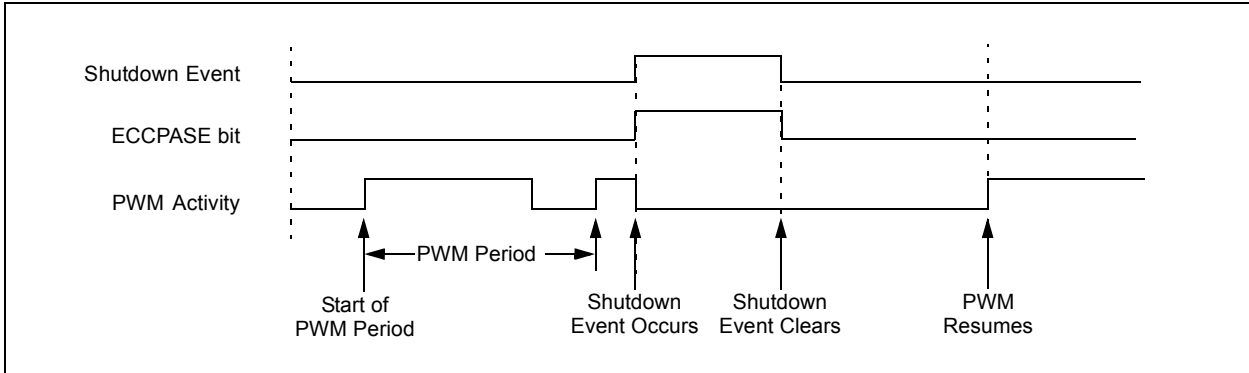 Shutdown Event
ECCPASE bit
PWM Activity
PWM Period
Start of
PWM Period
Shutdown
Event Occurs
Shutdown
Event Clears
PWM
Resumes